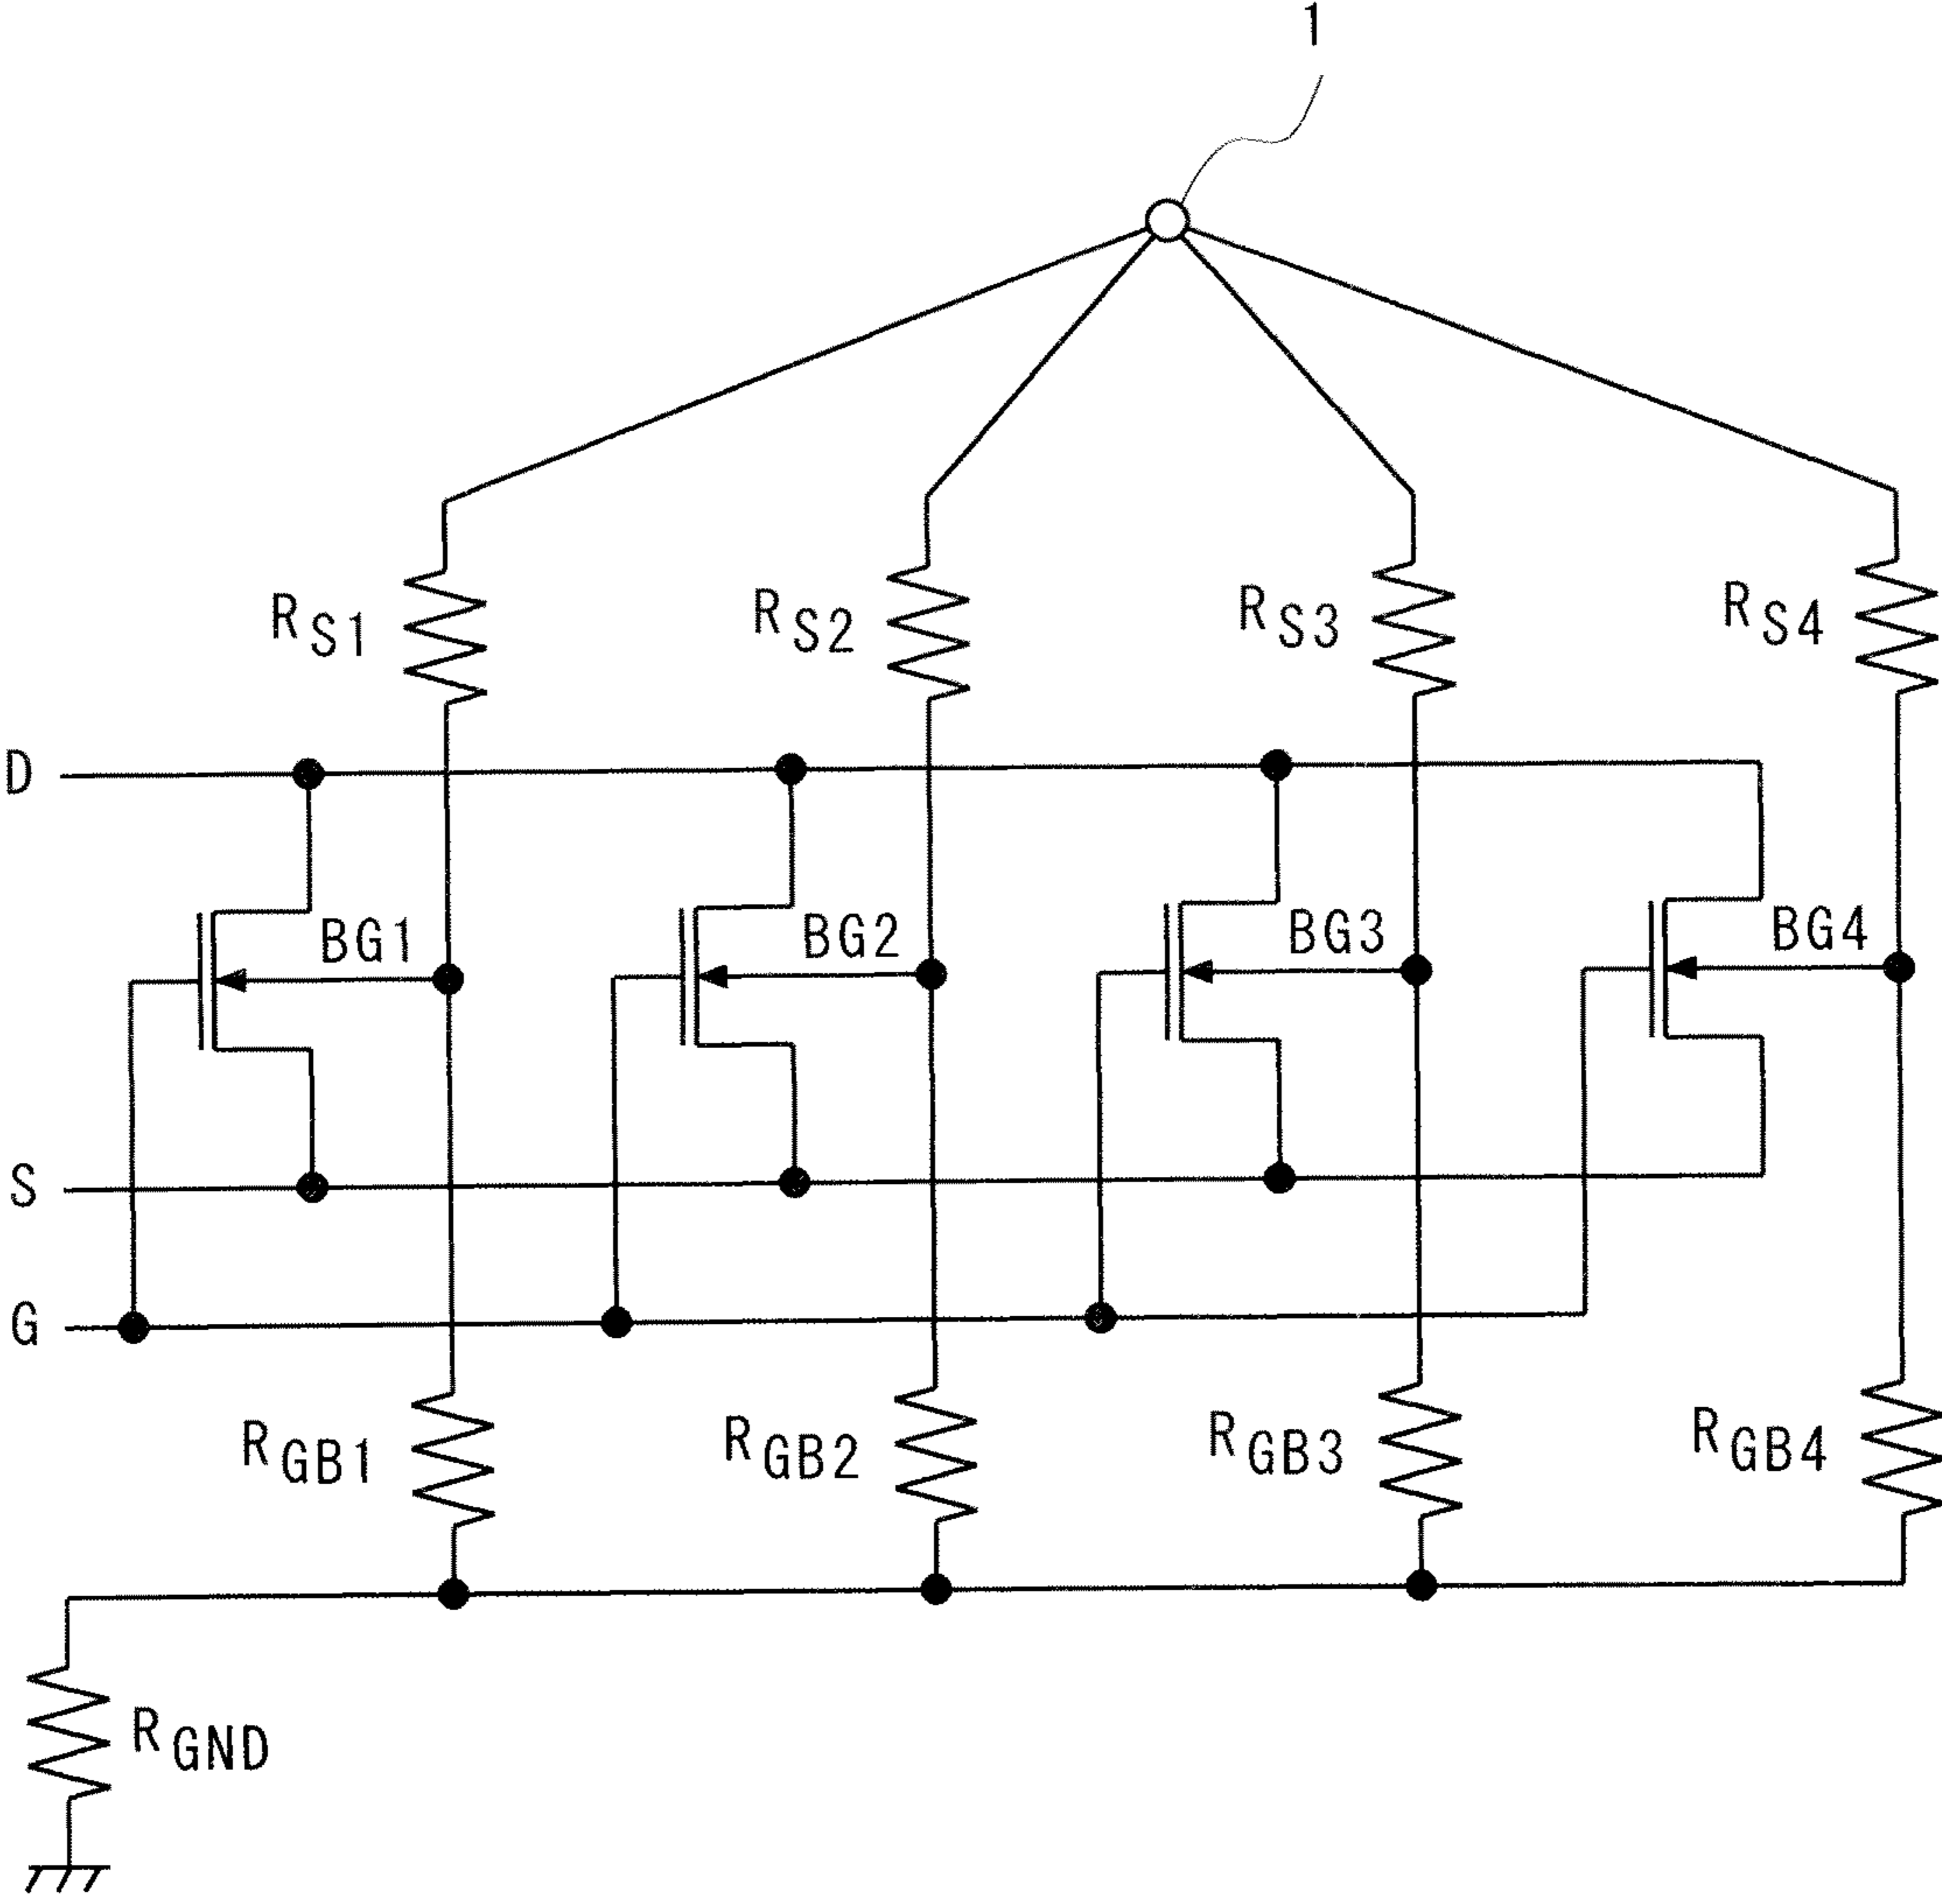 1
RS1 RS2 RS3 RS4
D
BG1 BG2 BG3 BG4
S
G
RGB1 RGB2 RGB3 RGB4
RGND